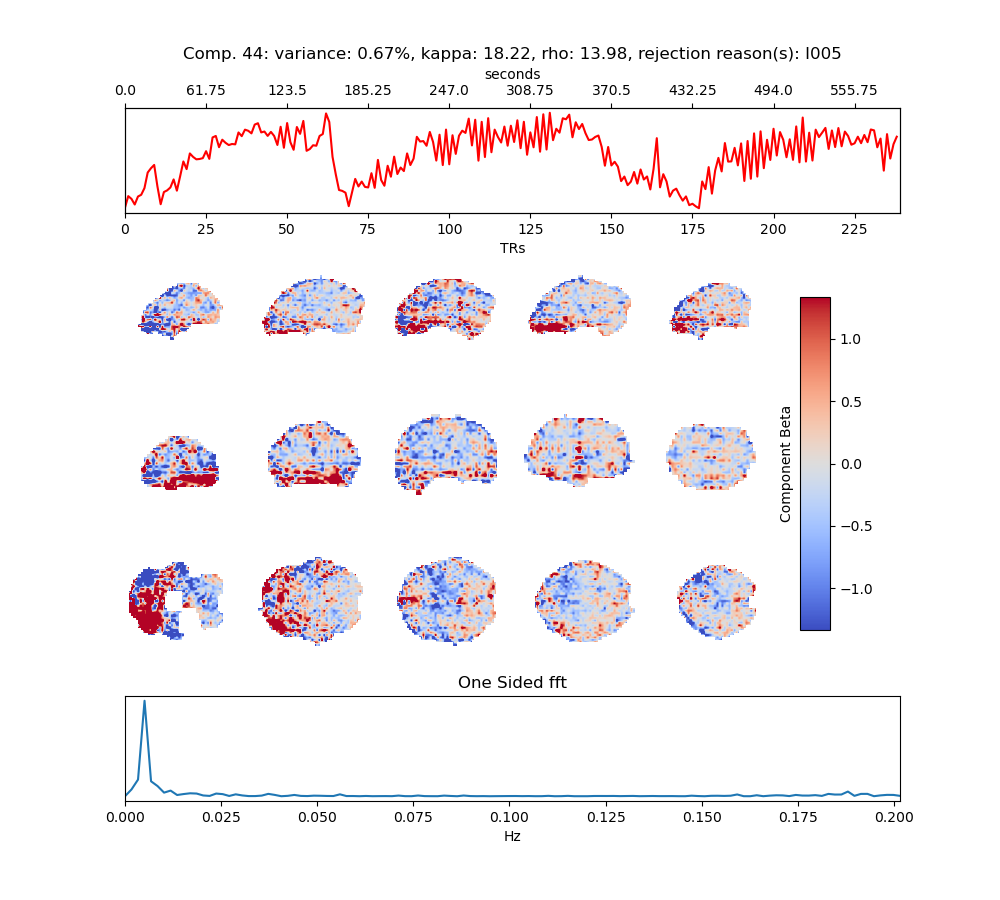 Comp. 44: variance: 0.67%, kappa: 18.22, rho: 13.98, rejection reason(s): I005
seconds
0.0 61.75 123.5 185.25 247.0 308.75 370.5 432.25 494.0 555.75
0 25 50 75 100 125 150 175 200 225
TRs
1.0
0.5
0.0
−0.5
−1.0
Component Beta
One Sided fft
0.000 0.025 0.050 0.075 0.100 0.125 0.150 0.175 0.200
Hz